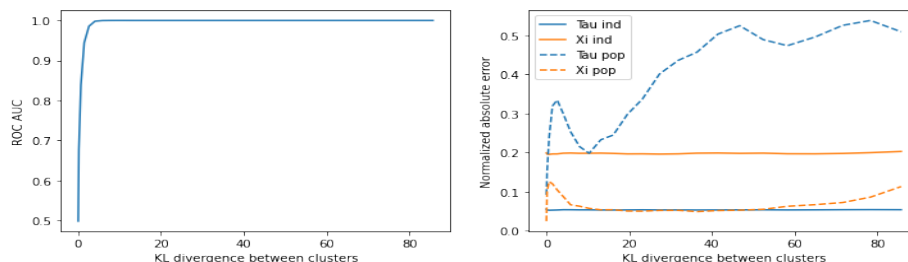 1.0
0.9
0.8
0.7
0.6
0.5
ROC AUC
0
20
40
60
80
KL divergence between clusters
Tau ind
Xi ind
Tau pop
Xi pop
0.5
0.4
0.3
0.2
0.1
0.0
Normalized absolute error
0
20
40
60
80
KL divergence between clusters